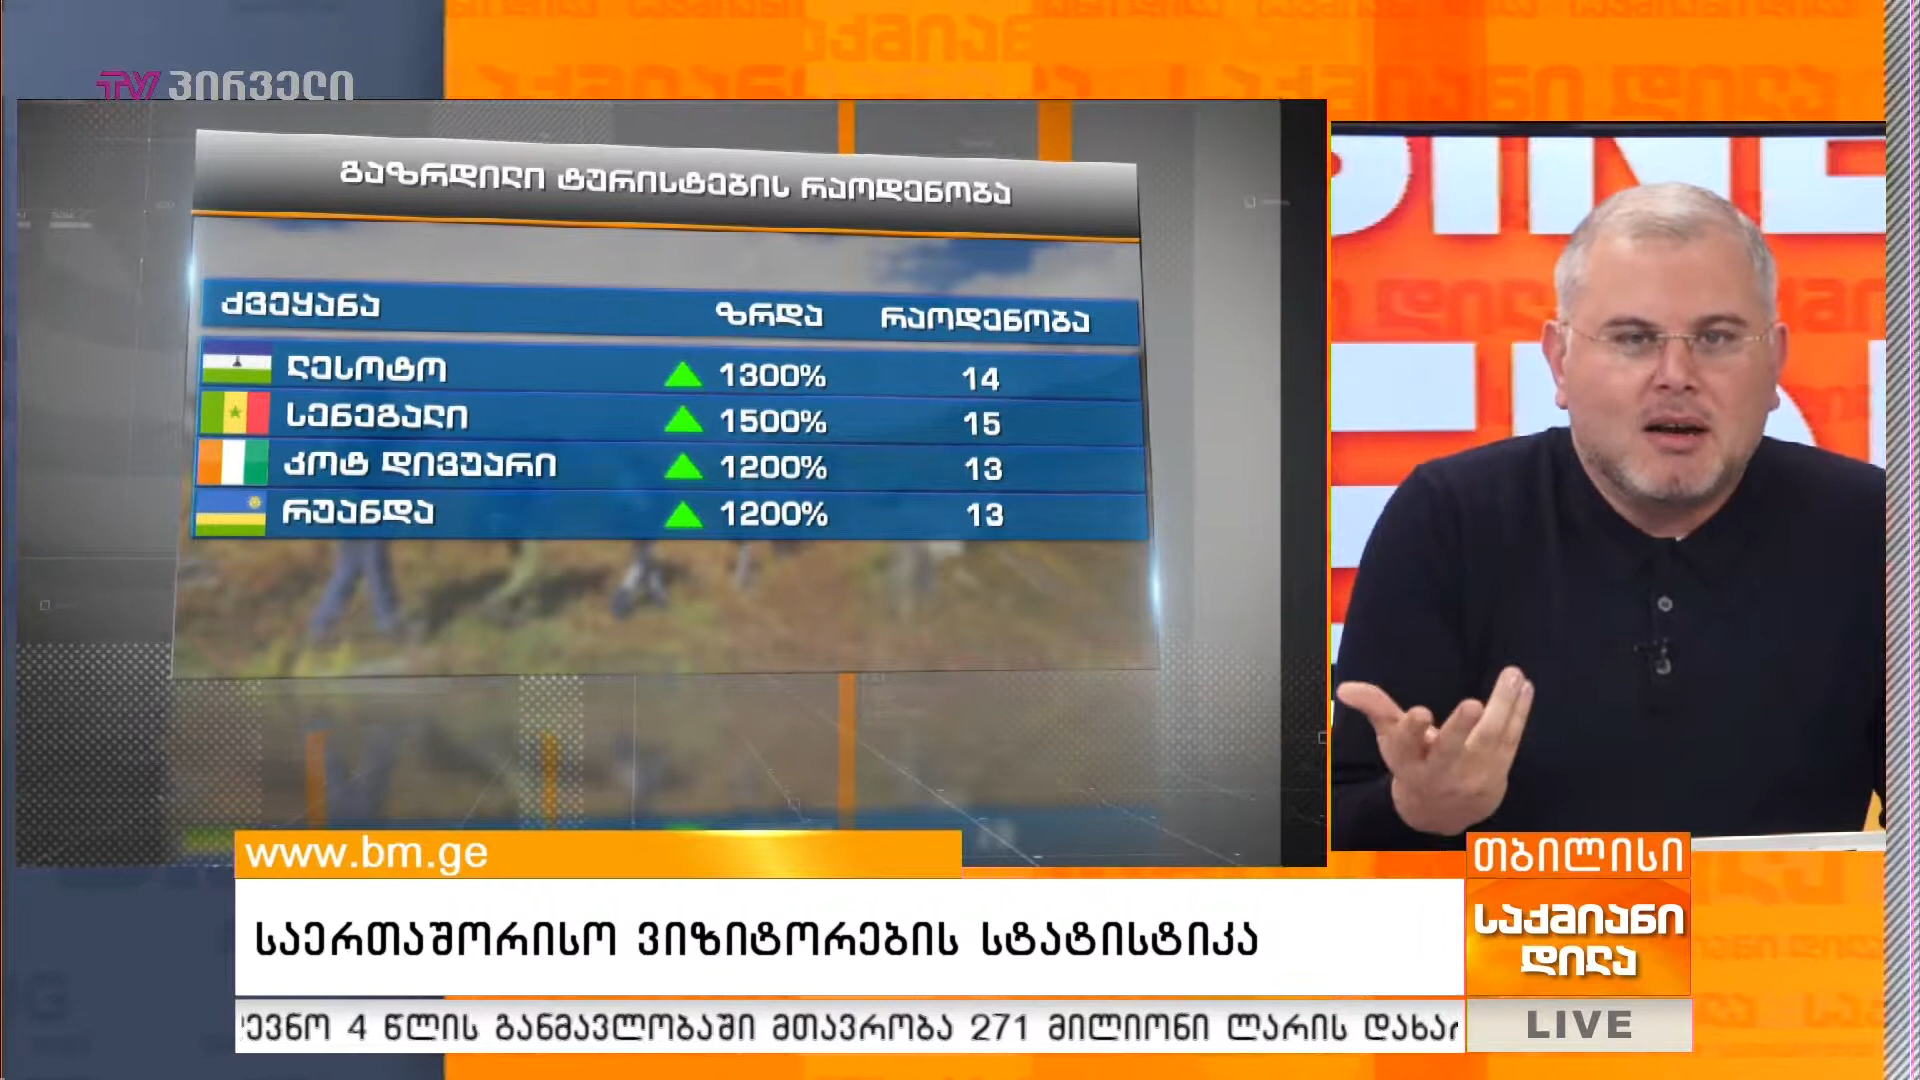 TV პირველი
გაზრდილი ტურისტების რაოდენობა
ქვეყანა ზრდა რაოდენობა
ლესოტო 1300% 14
სენეგალი 1500% 15
კოტ დივუარი 1200% 13
რუანდა 1200% 13
www.bm.ge
საერთაშორისო ვიზიტორების სტატისტიკა
თბილისი
საქმიანი
დილა
LIVE
4 წლის განმავლობაში მთავრობა 271 მილიონი ლარის